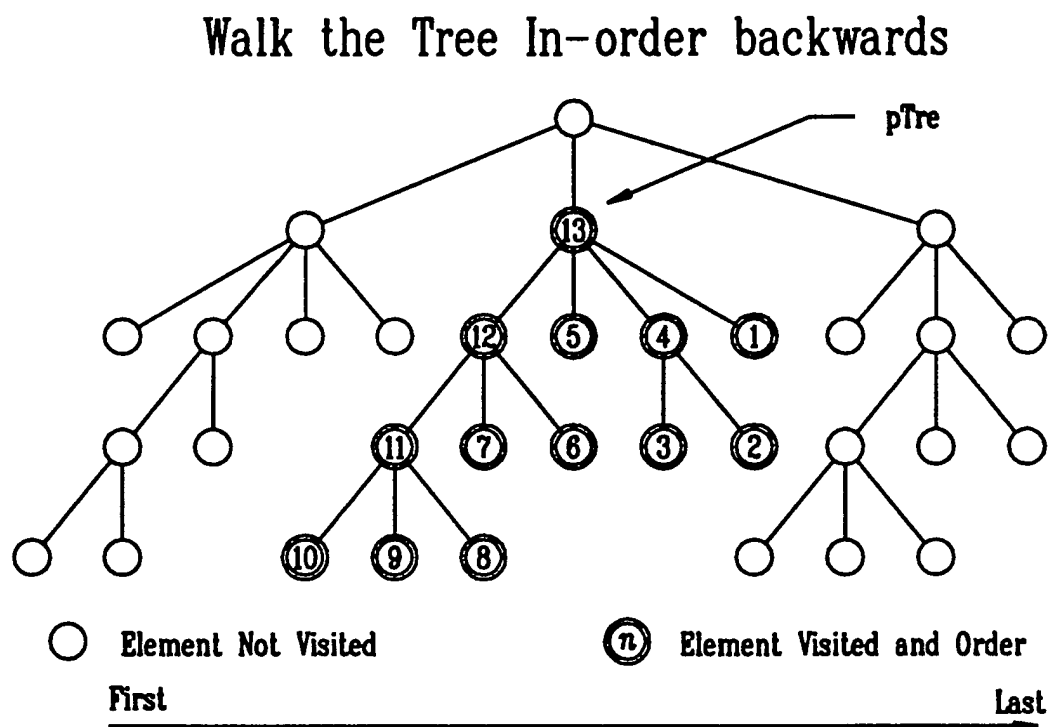 Walk the Tree In-order backwards
pTre
13
12 5 4 1
11 7 6 3 2
10 9 8
Element Not Visited
n Element Visited and Order
First Last